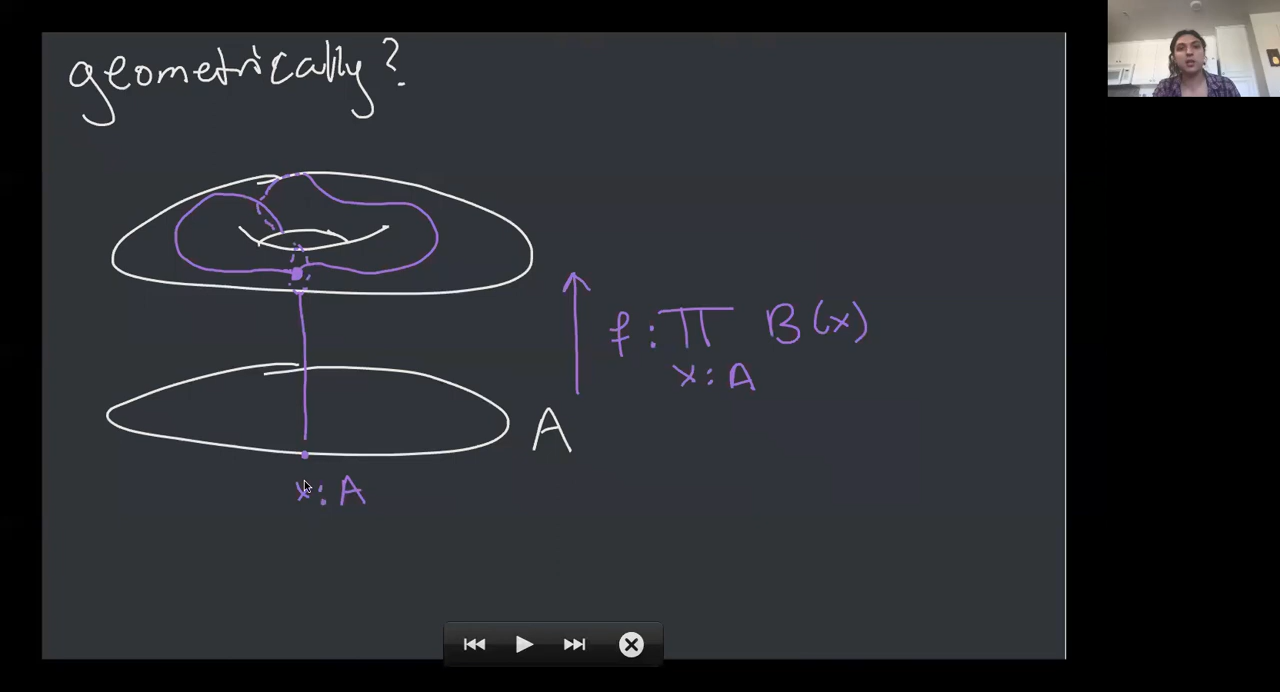 geometrically?
f : Π B(x)
x : A
A
x : A